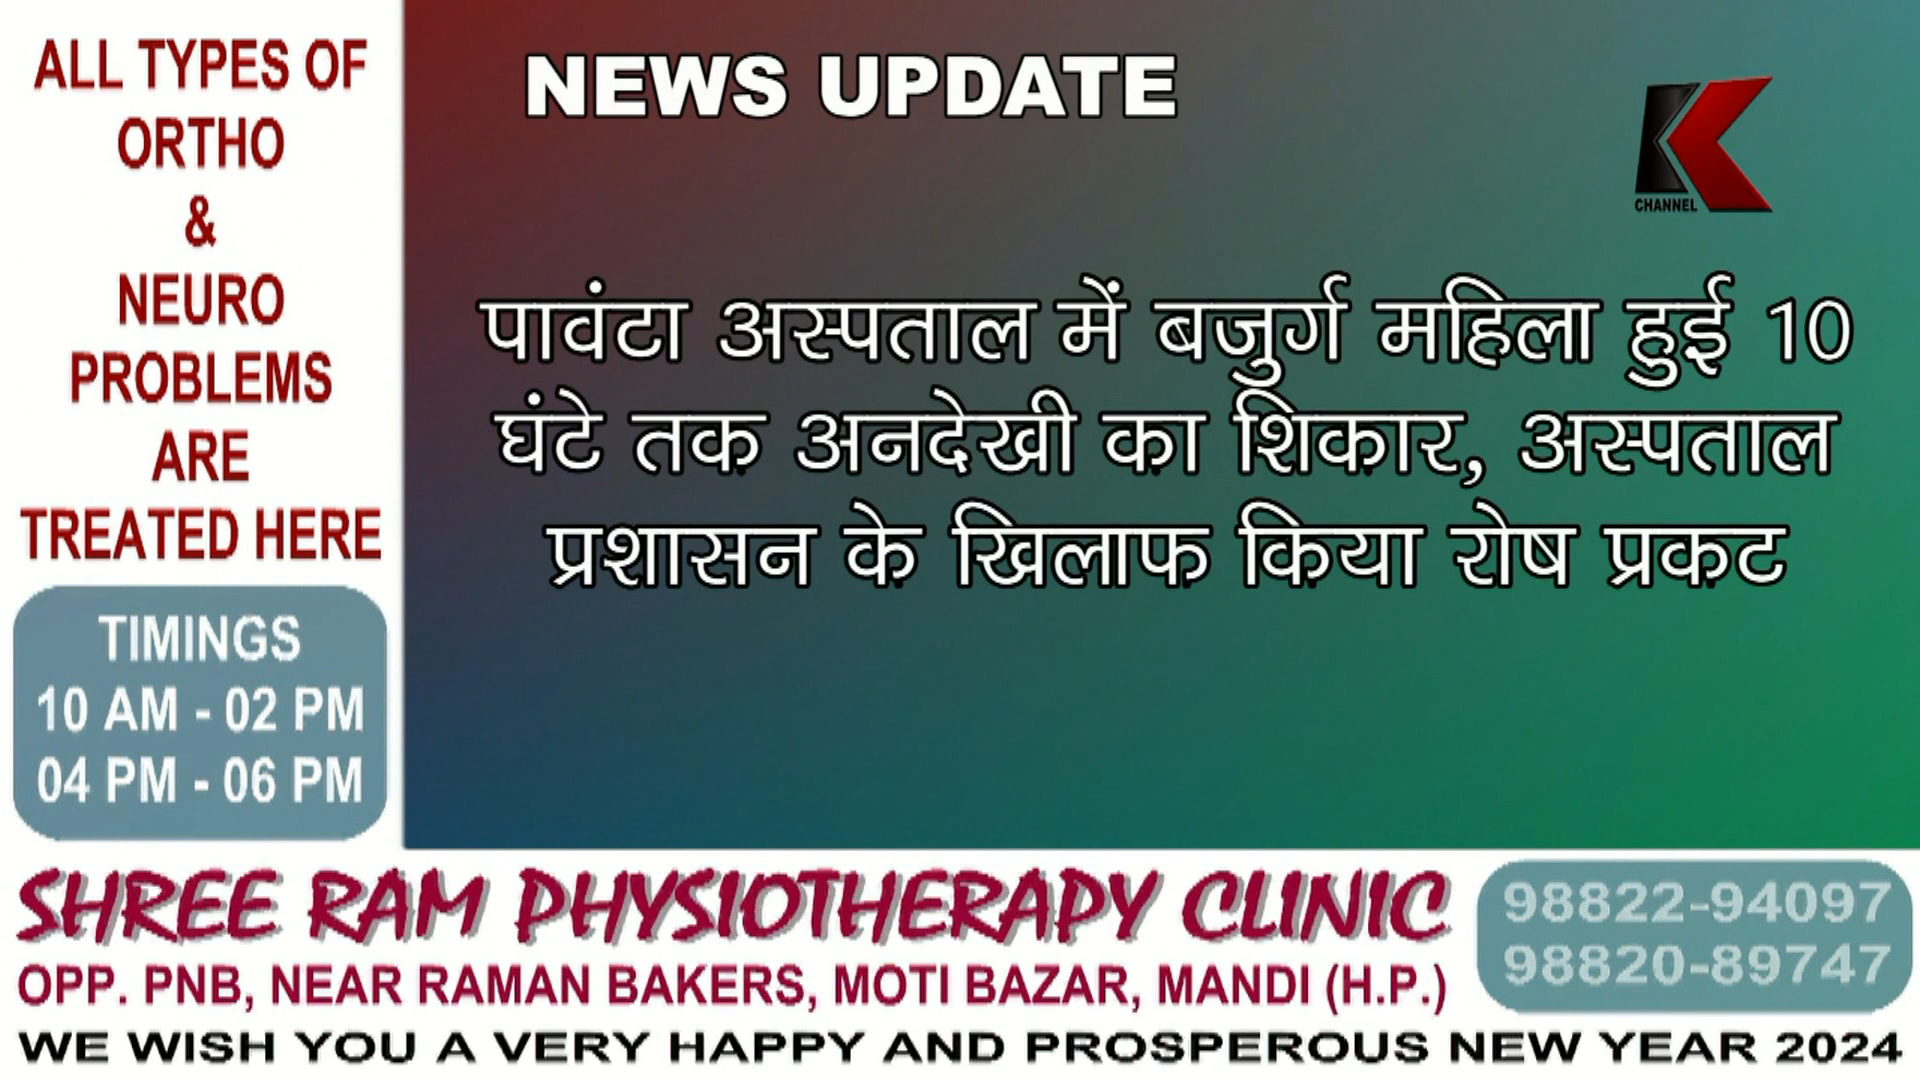 ALL TYPES OF
ORTHO
&
NEURO
PROBLEMS
ARE
TREATED HERE
TIMINGS
10 AM - 02 PM
04 PM - 06 PM
NEWS UPDATE
K
CHANNEL
पावंटा अस्पताल में बजुर्ग महिला हुई 10
घंटे तक अनदेखी का शिकार, अस्पताल
प्रशासन के खिलाफ किया रोष प्रकट
SHREE RAM PHYSIOTHERAPY CLINIC
OPP. PNB, NEAR RAMAN BAKERS, MOTI BAZAR, MANDI (H.P.)
98822-94097
98820-89747
WE WISH YOU A VERY HAPPY AND PROSPEROUS NEW YEAR 2024